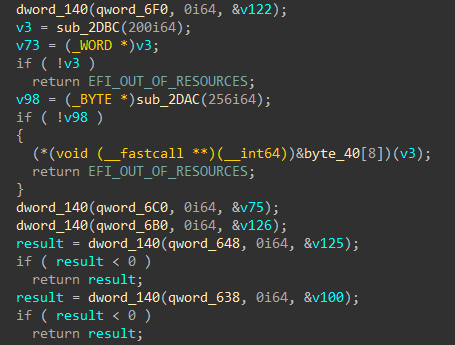 dword_140(qword_6F0, 0i64, &v122);
v3 = sub_2DBC(200i64);
v73 = (_WORD *)v3;
if ( !v3 )
return EFI_OUT_OF_RESOURCES;
v98 = (_BYTE *)sub_2DAC(256i64);
if ( !v98 )
{
(*(void (__fastcall **)(__int64))&byte_40[8])(v3);
return EFI_OUT_OF_RESOURCES;
}
dword_140(qword_6C0, 0i64, &v75);
dword_140(qword_6B0, 0i64, &v126);
result = dword_140(qword_648, 0i64, &v125);
if ( result < 0 )
return result;
result = dword_140(qword_638, 0i64, &v100);
if ( result < 0 )
return result;